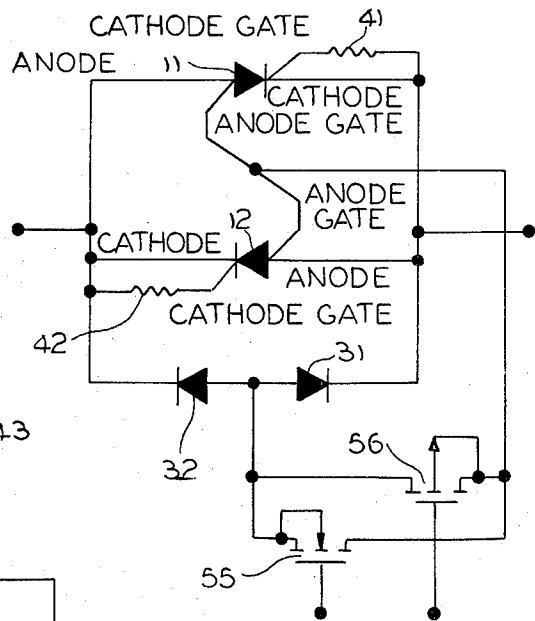 CATHODE GATE
41
ANODE
11
CATHODE
ANODE GATE
ANODE
GATE
12
CATHODE
ANODE
CATHODE GATE
42
31
32
56
55